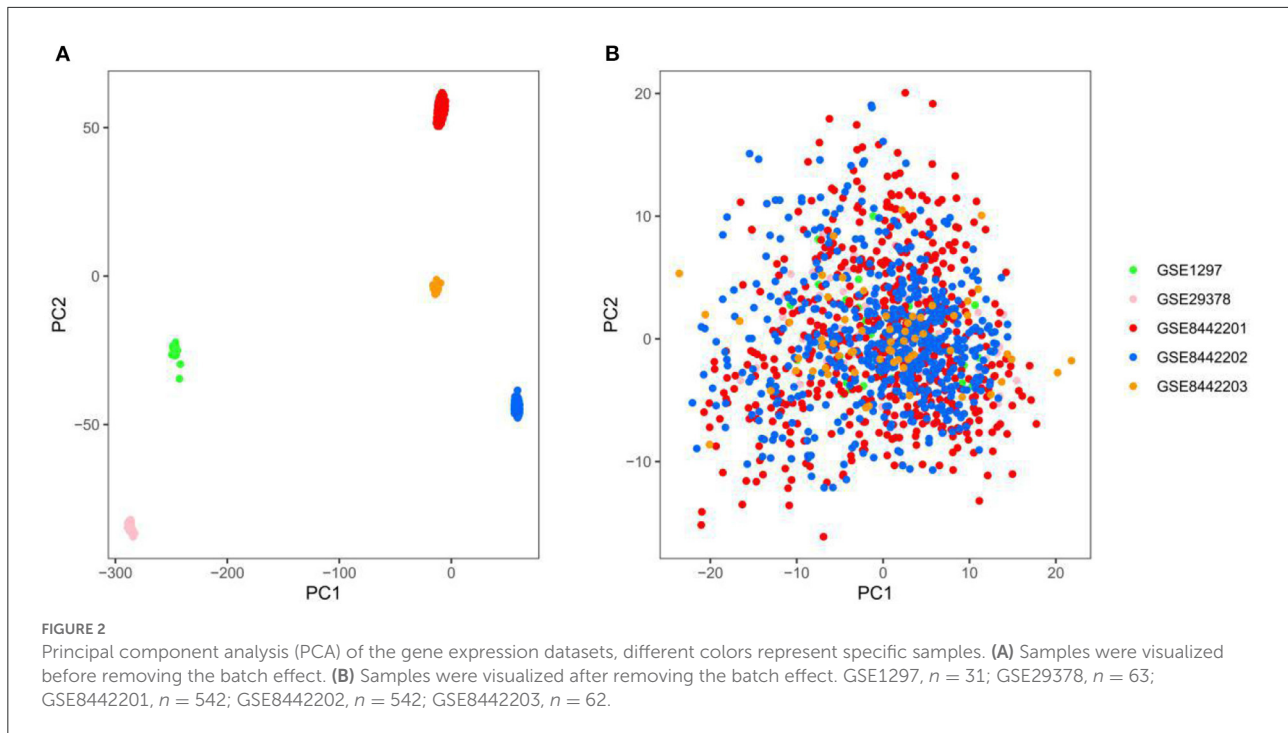 A
B
50
0
−50
PC2
−300
−200
−100
0
PC1
20
10
0
−10
PC2
−20
−10
0
10
20
PC1
GSE1297
GSE29378
GSE8442201
GSE8442202
GSE8442203
FIGURE 2
Principal component analysis (PCA) of the gene expression datasets, different colors represent specific samples. (A) Samples were visualized
before removing the batch effect. (B) Samples were visualized after removing the batch effect. GSE1297, n = 31; GSE29378, n = 63;
GSE8442201, n = 542; GSE8442202, n = 542; GSE8442203, n = 62.